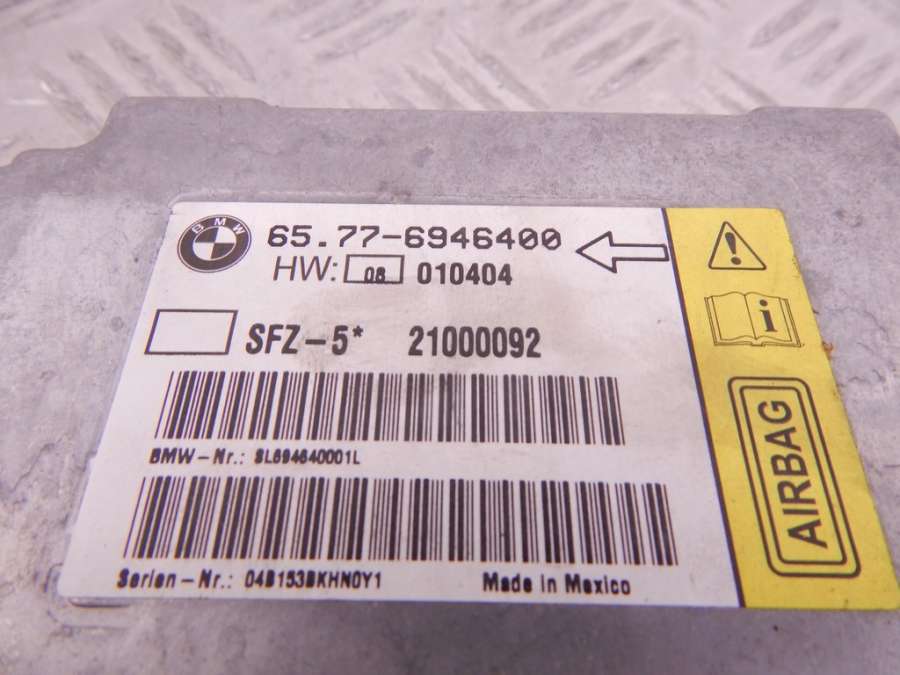 BMW
65.77-6946400
HW: 08 010404
SFZ-5* 21000092
BMW-Nr.: SL694640001L
Serien-Nr.: 04B153BKHN0Y1 Made in Mexico
i
AIRBAG